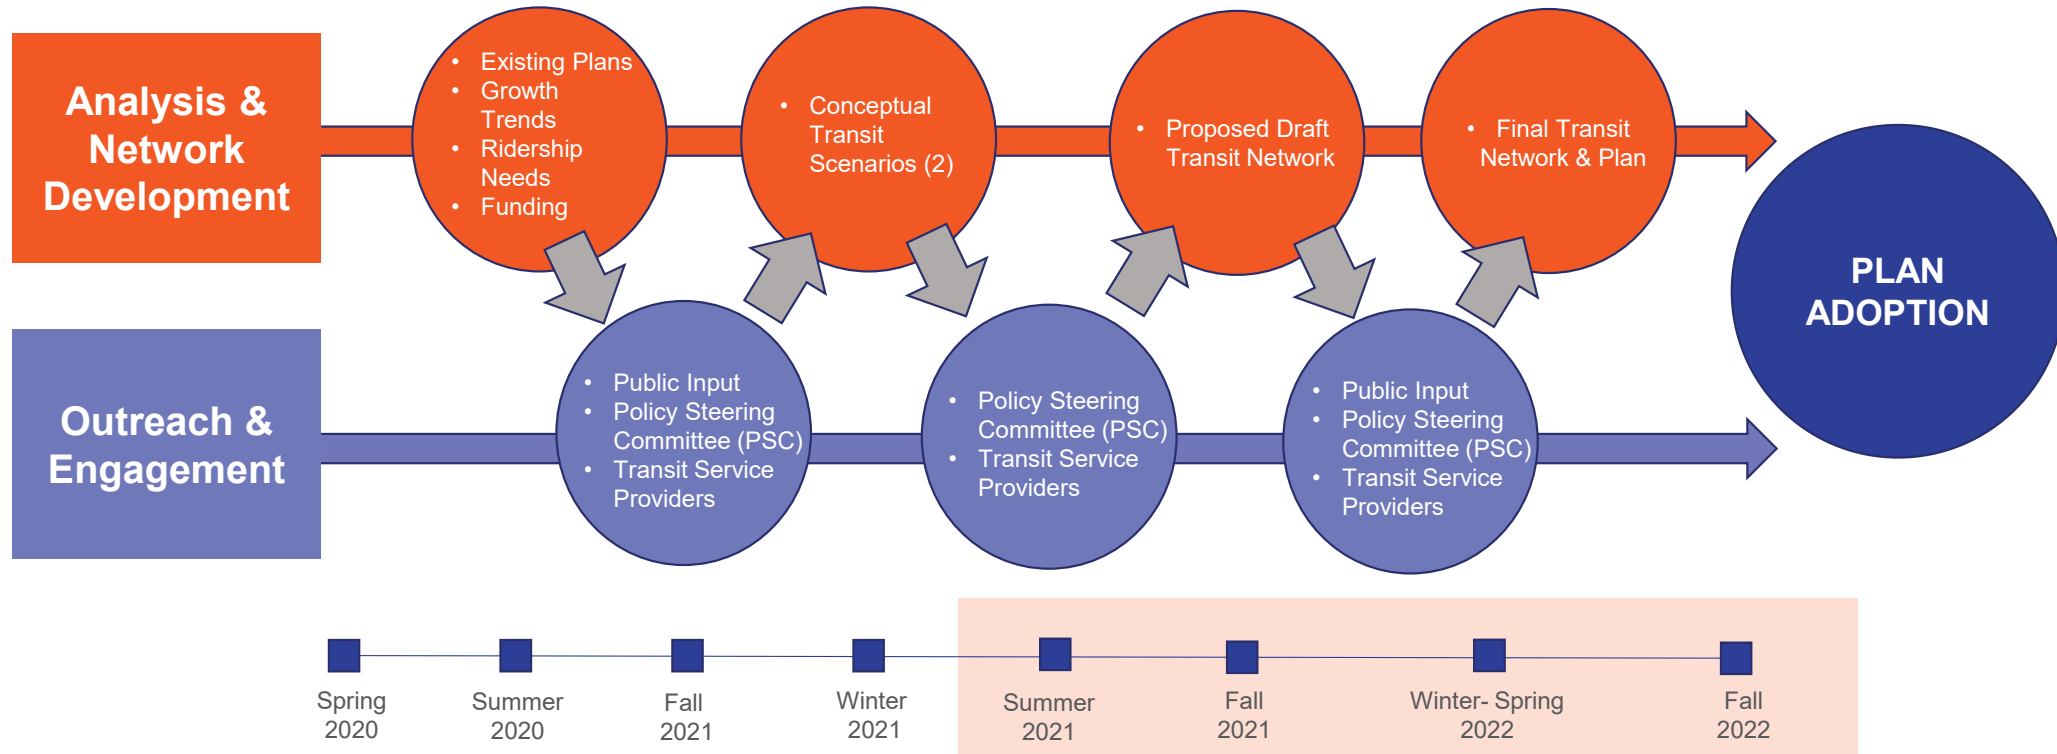 Analysis &
Network
Development
• Existing Plans
• Growth
Trends
• Ridership
Needs
• Funding
• Conceptual
Transit
Scenarios (2)
• Proposed Draft
Transit Network
• Final Transit
Network & Plan
PLAN
ADOPTION
Outreach &
Engagement
• Public Input
• Policy Steering
Committee (PSC)
• Transit Service
Providers
• Policy Steering
Committee (PSC)
• Transit Service
Providers
• Public Input
• Policy Steering
Committee (PSC)
• Transit Service
Providers
Spring
2020
Summer
2020
Fall
2021
Winter
2021
Summer
2021
Fall
2021
Winter- Spring
2022
Fall
2022